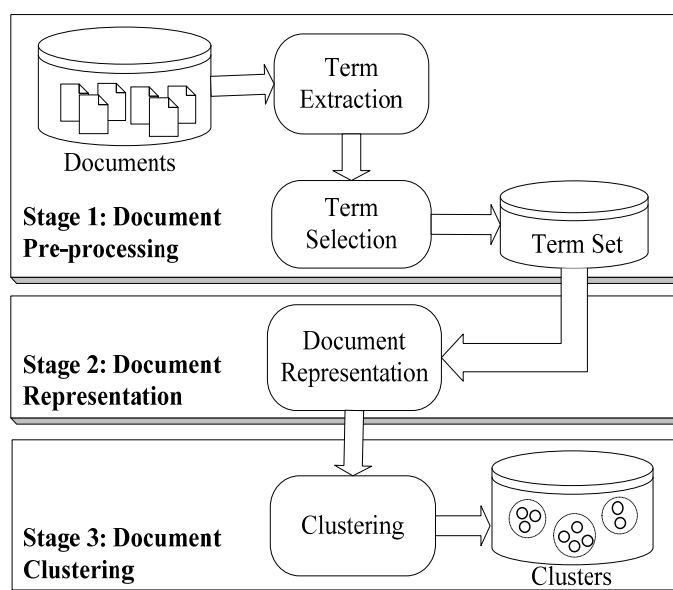 Term
Extraction
Documents
Stage 1: Document
Pre-processing
Term
Selection
Term Set
Stage 2: Document
Representation
Document
Representation
Stage 3: Document
Clustering
Clustering
Clusters